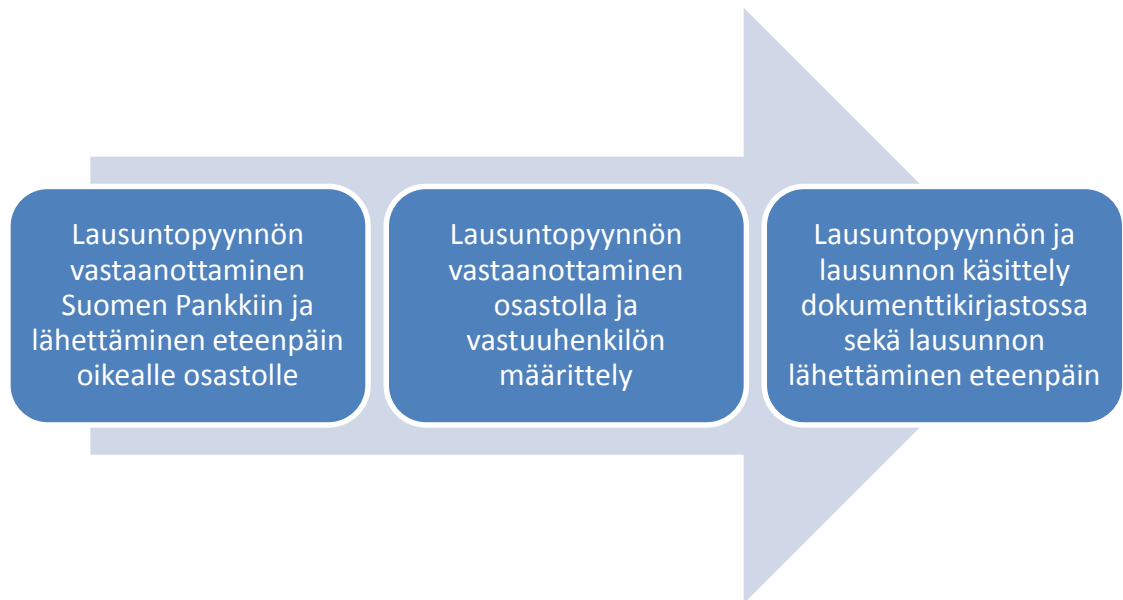 Lausuntopyynnön
vastaanottaminen
Suomen Pankkiin ja
lähettäminen eteenpäin
oikealle osastolle
Lausuntopyynnön
vastaanottaminen
osastolla ja
vastuuhenkilön
määrittely
Lausuntopyynnön ja
lausunnon käsittely
dokumenttikirjastossa
sekä lausunnon
lähettäminen eteenpäin